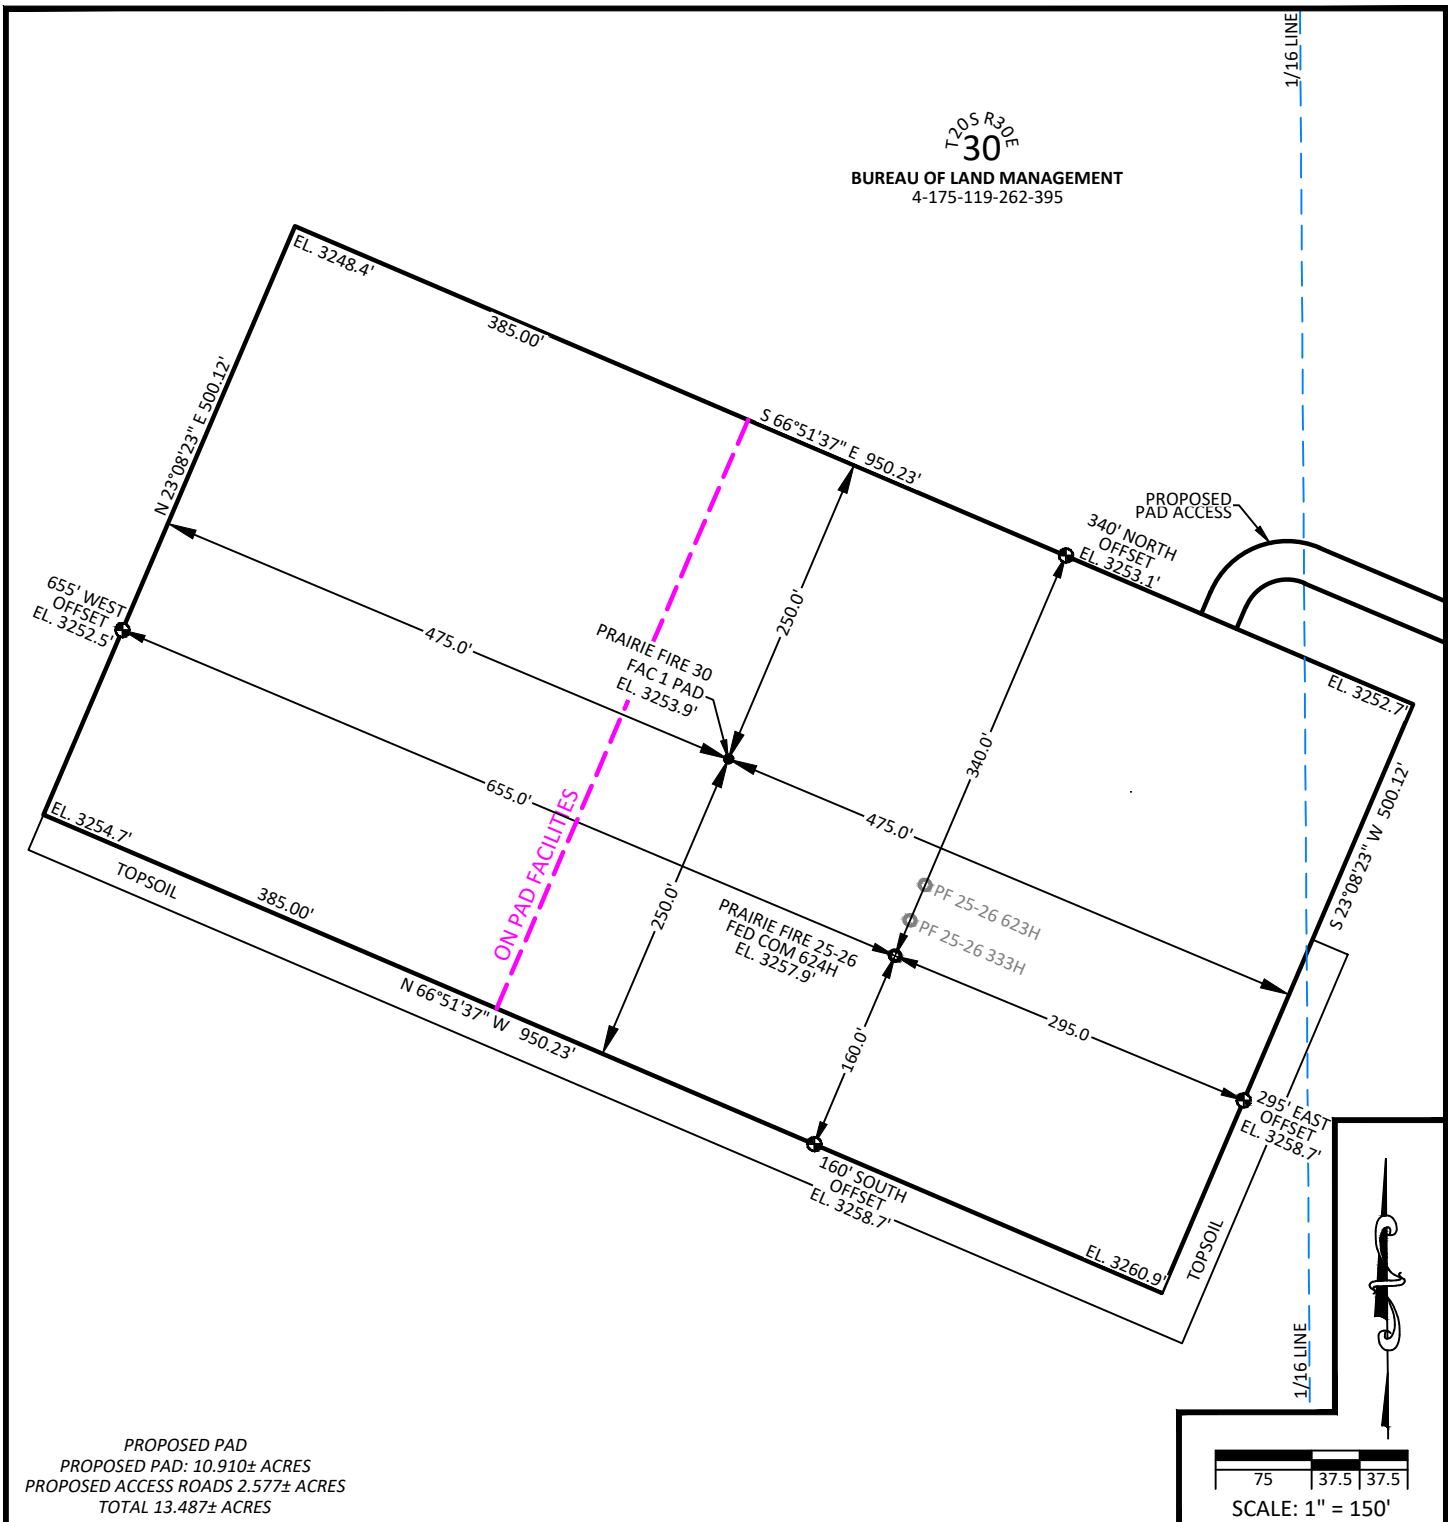 1/16 LINE
T20S R30E
30
BUREAU OF LAND MANAGEMENT
4-175-119-262-395
EL. 3248.4'
385.00'
N 23°08'23" E 500.12'
S 66°51'37" E 950.23'
PROPOSED
PAD ACCESS
340' NORTH
OFFSET
EL. 3253.1'
250.0'
655' WEST
OFFSET
EL. 3252.5'
475.0'
PRAIRIE FIRE 30
FAC 1 PAD
EL. 3253.9'
EL. 3252.7'
340.0'
655.0'
475.0'
S 23°08'23" W 500.12'
EL. 3254.7'
TOPSOIL
385.00'
ON PAD FACILITIES
250.0'
PF 25-26 623H
PF 25-26 333H
PRAIRIE FIRE 25-26
FED COM 624H
EL. 3257.9'
N 66°51'37" W 950.23'
160.0'
295.0
295' EAST
OFFSET
EL. 3258.7'
160' SOUTH
OFFSET
EL. 3258.7'
EL. 3260.9'
TOPSOIL
1/16 LINE
PROPOSED PAD
PROPOSED PAD: 10.910± ACRES
PROPOSED ACCESS ROADS 2.577± ACRES
TOTAL 13.487± ACRES
75 37.5 37.5
SCALE: 1" = 150'